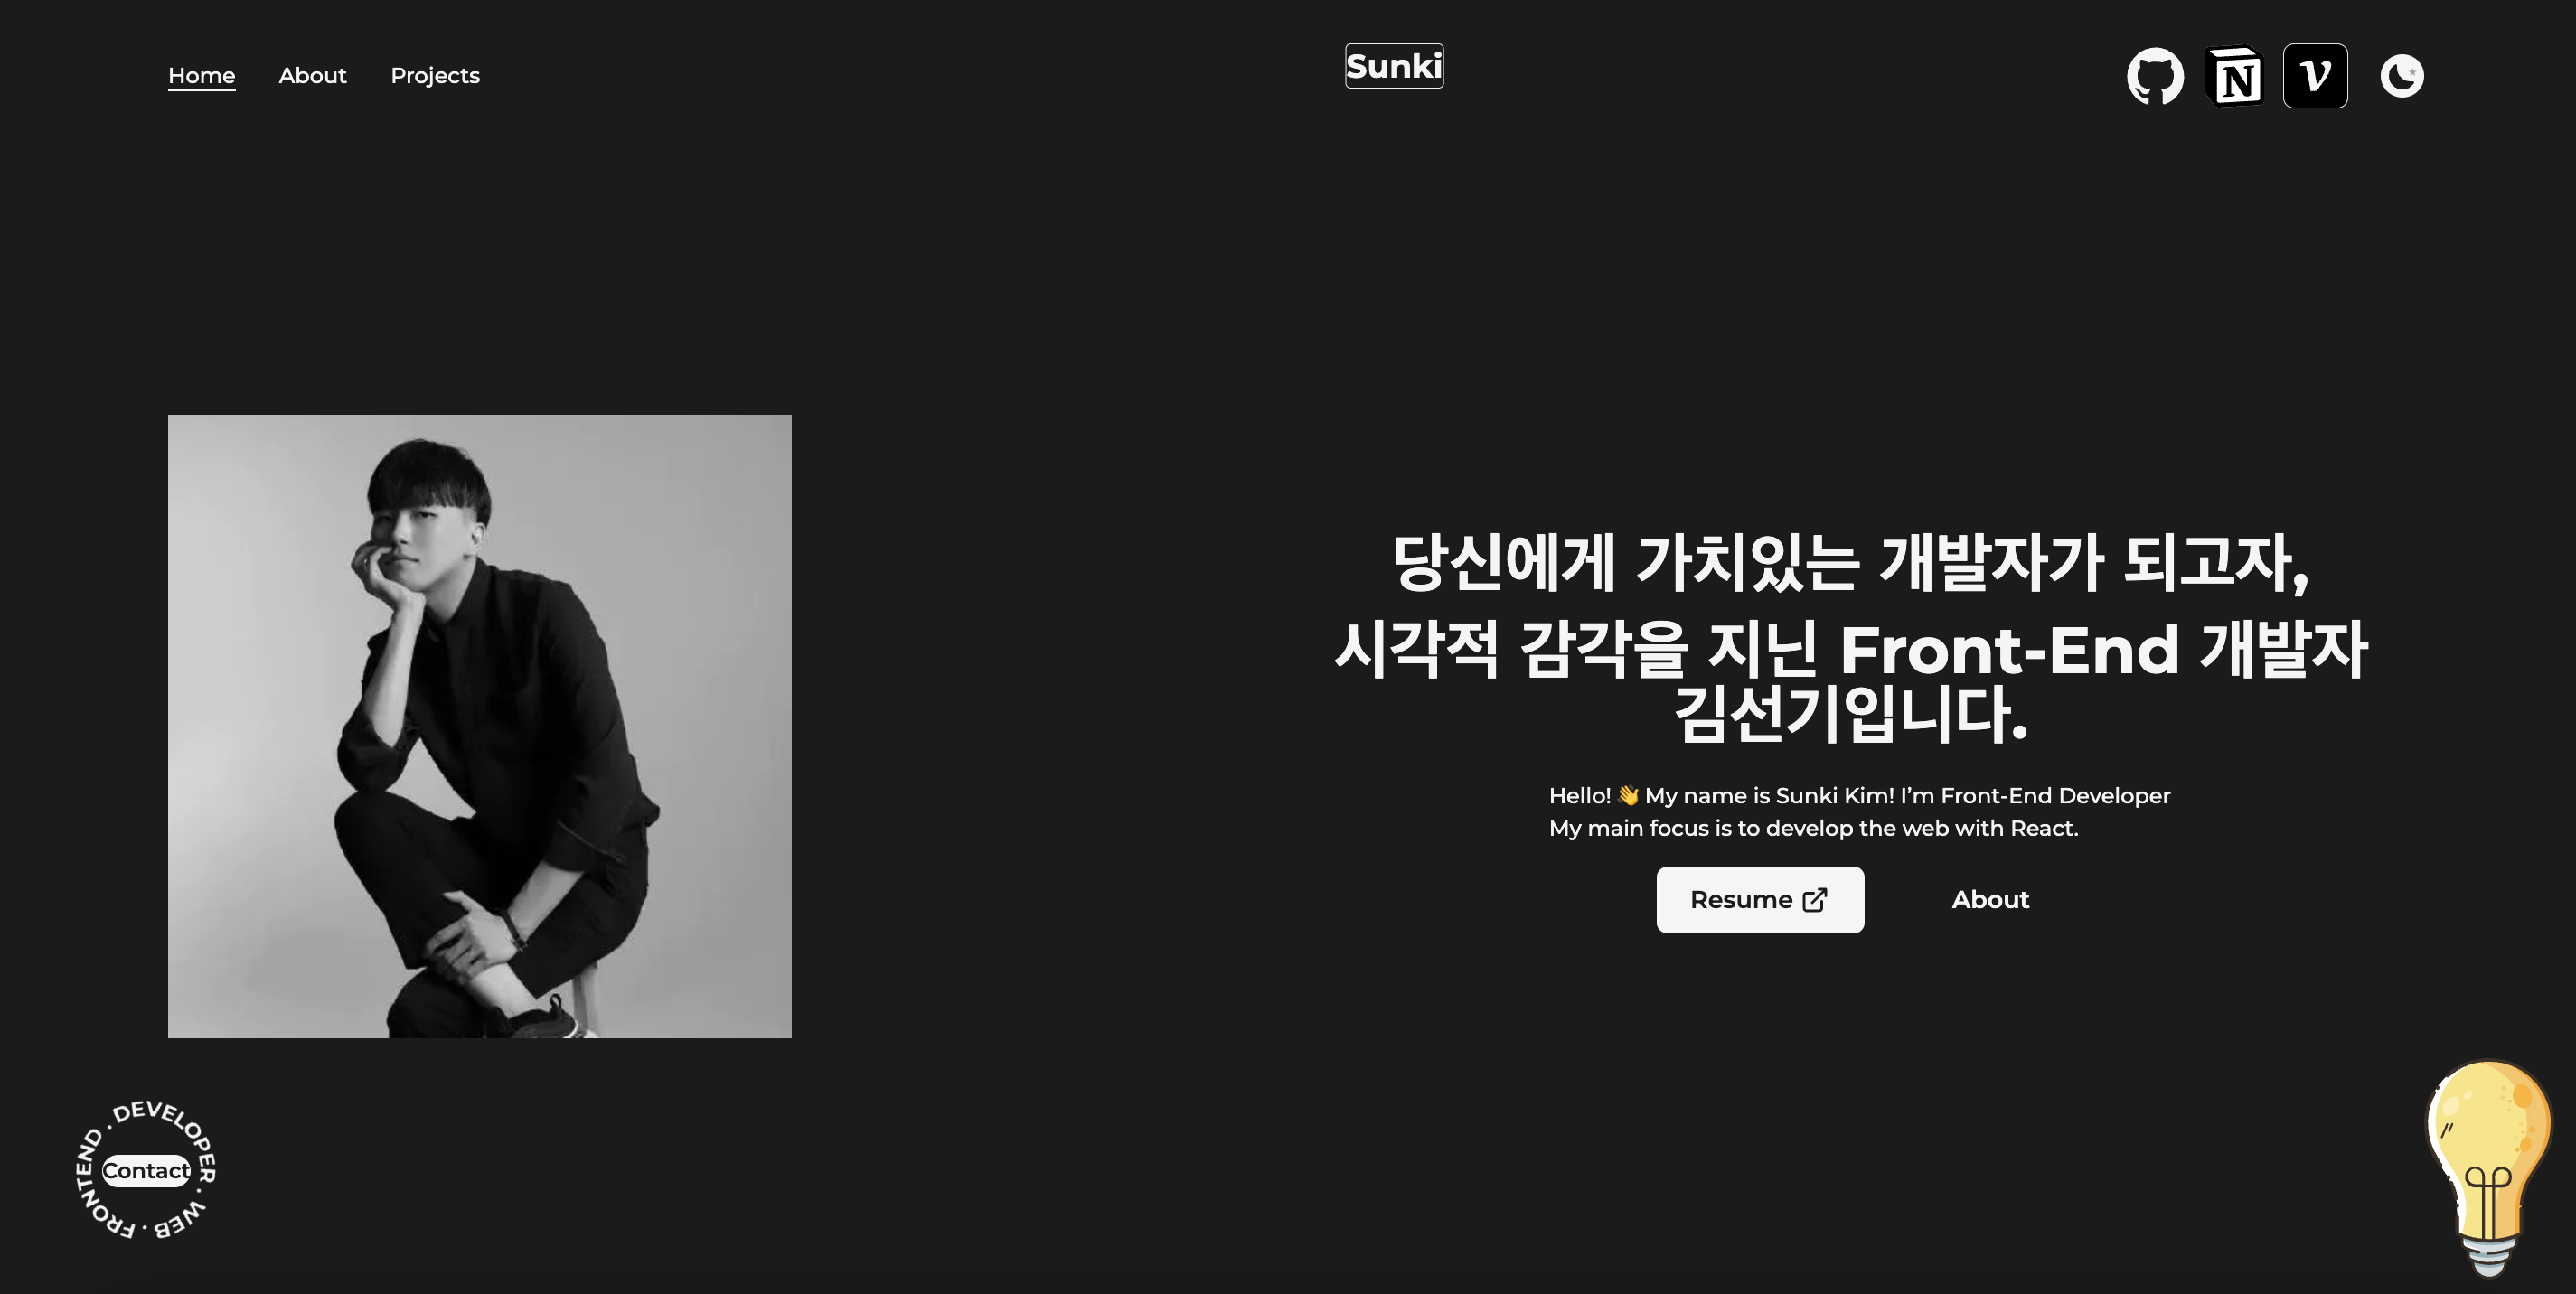 Home About Projects
Sunki
N
v
당신에게 가치있는 개발자가 되고자,
시각적 감각을 지닌 Front-End 개발자
김선기입니다.
Hello! 👋 My name is Sunki Kim! I’m Front-End Developer
My main focus is to develop the web with React.
Resume
About
DEVELOPER . WEB . FRONTEND .
Contact